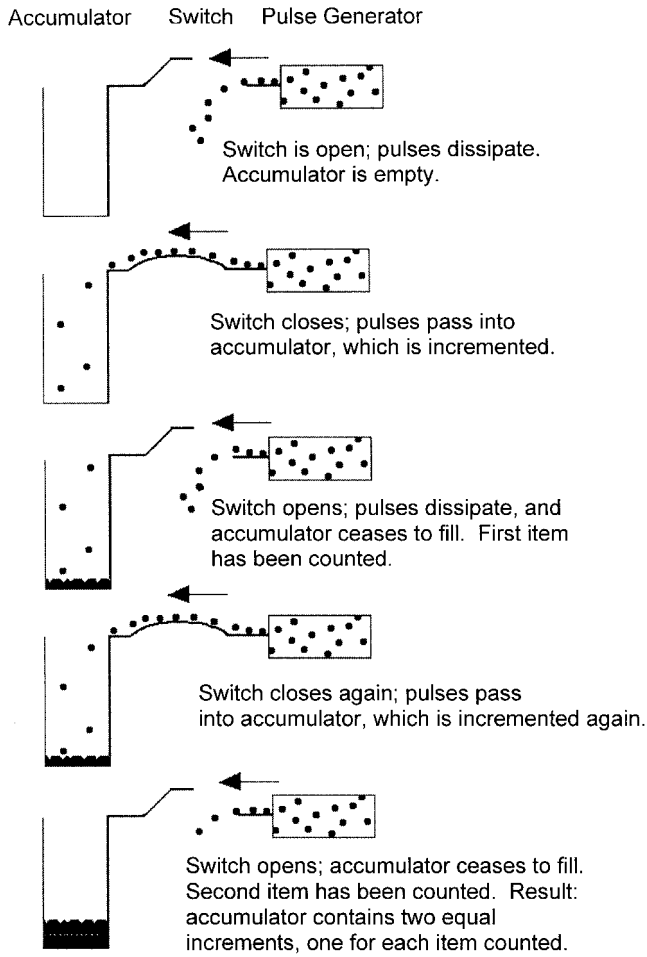 Accumulator Switch Pulse Generator
Switch is open; pulses dissipate.
Accumulator is empty.
Switch closes; pulses pass into
accumulator, which is incremented.
Switch opens; pulses dissipate, and
accumulator ceases to fill. First item
has been counted.
Switch closes again; pulses pass
into accumulator, which is incremented again.
Switch opens; accumulator ceases to fill.
Second item has been counted. Result:
accumulator contains two equal
increments, one for each item counted.